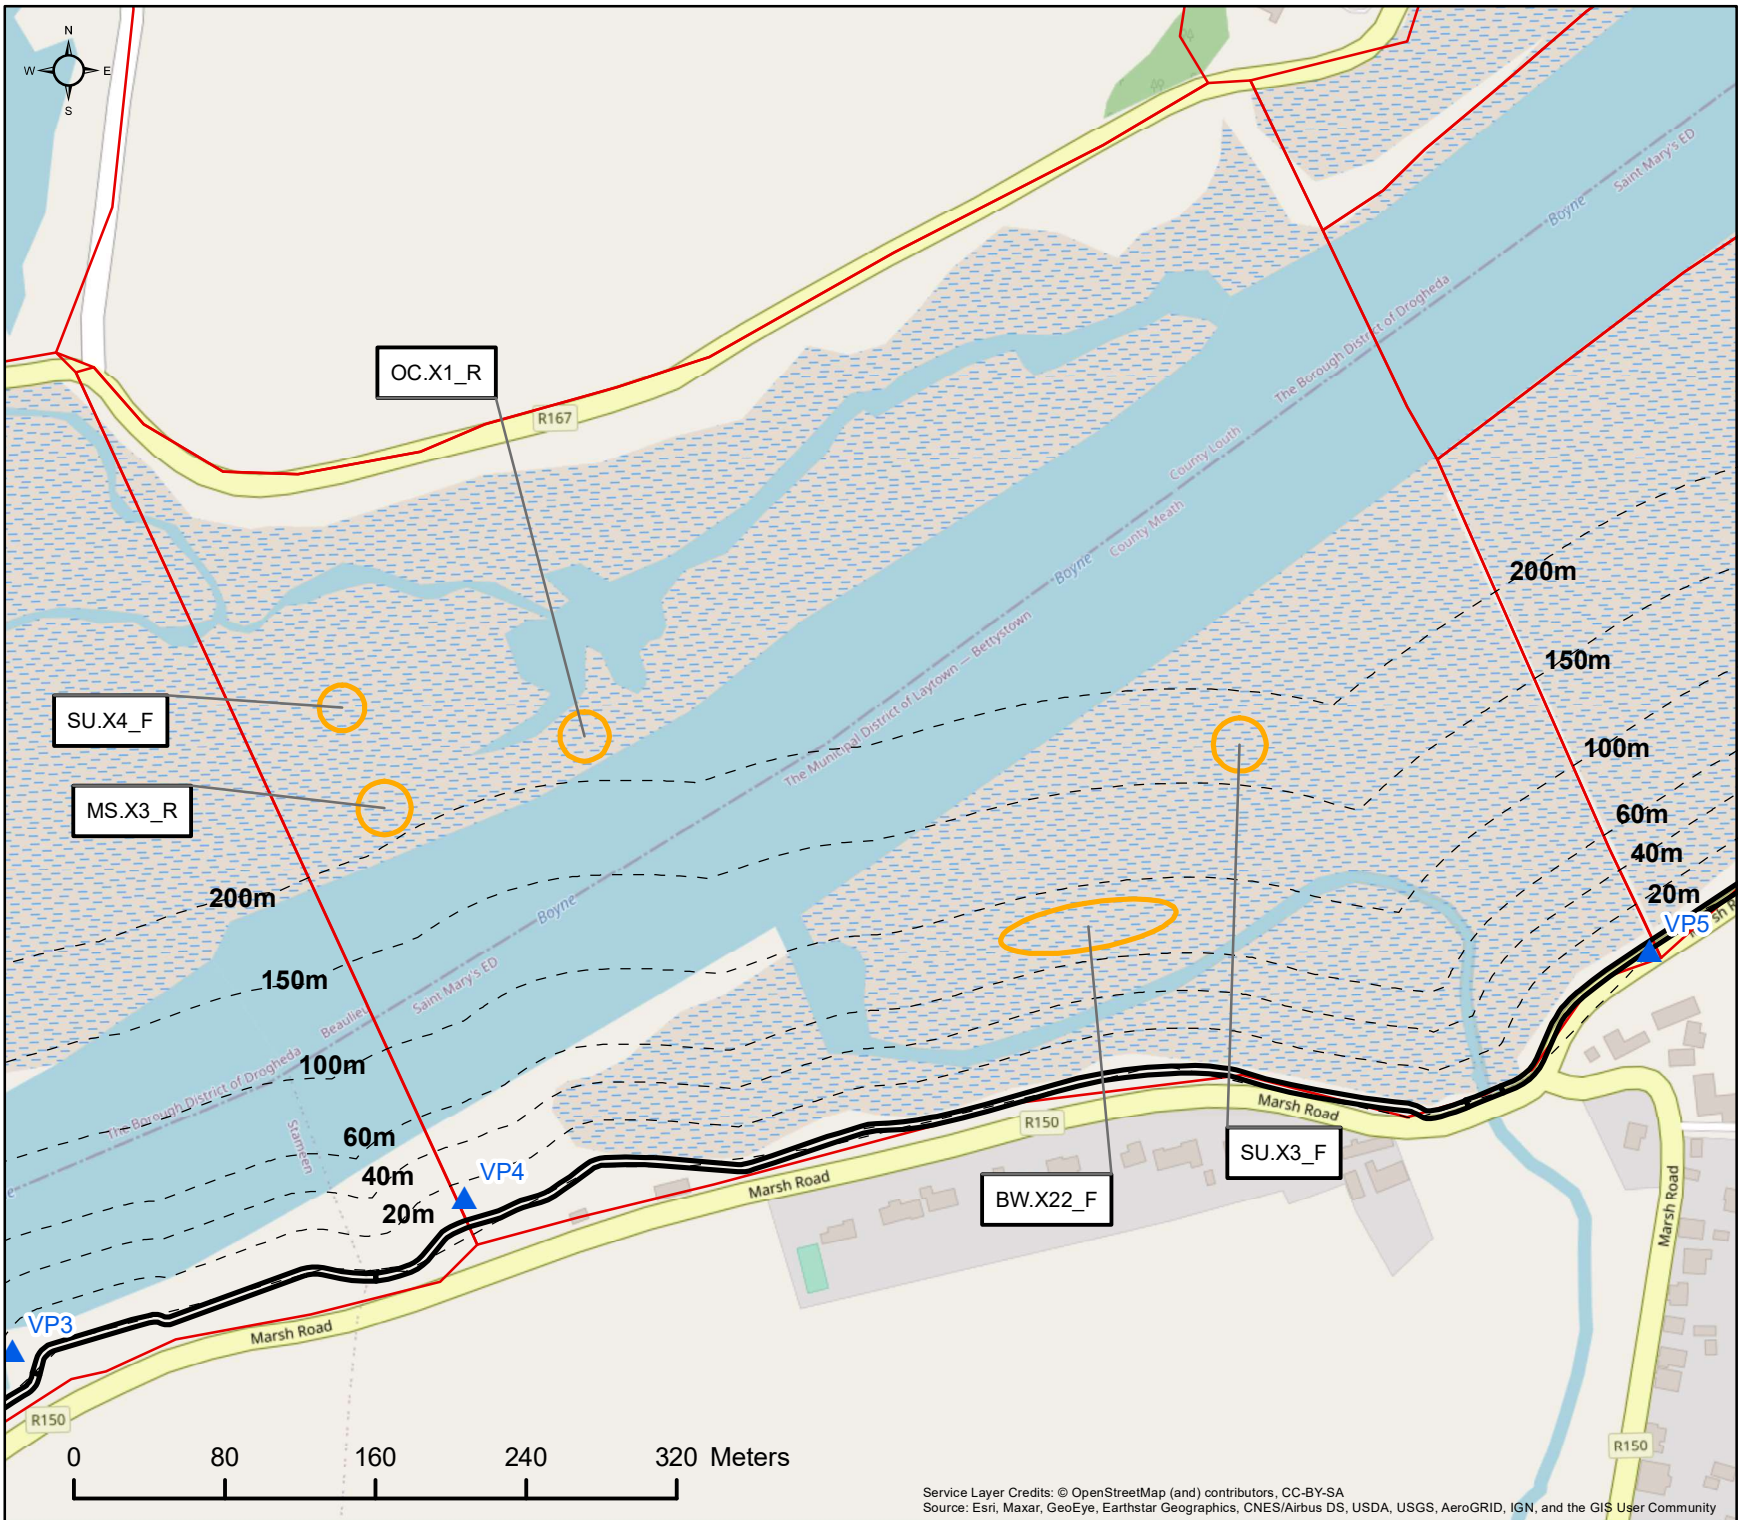 N
W
E
S
Saint Mary's ED
Boyne
The Borough District of Drogheda
OC.X1_R
R167
County Louth
County Meath
Boyne
200m
The Municipal District of Laytown — Bettystown
150m
SU.X4_F
100m
MS.X3_R
60m
40m
20m
200m
Boyne
VP5
150m
Saint Mary's ED
Beaulieu
100m
The Borough District of Drogheda
60m
Stameen
40m
VP4
20m
R150
Marsh Road
SU.X3_F
BW.X22_F
Marsh Road
Marsh Road
VP3
Marsh Road
R150
R150
0 80 160 240 320 Meters
Service Layer Credits: © OpenStreetMap (and) contributors, CC-BY-SA
Source: Esri, Maxar, GeoEye, Earthstar Geographics, CNES/Airbus DS, USDA, USGS, AeroGRID, IGN, and the GIS User Community